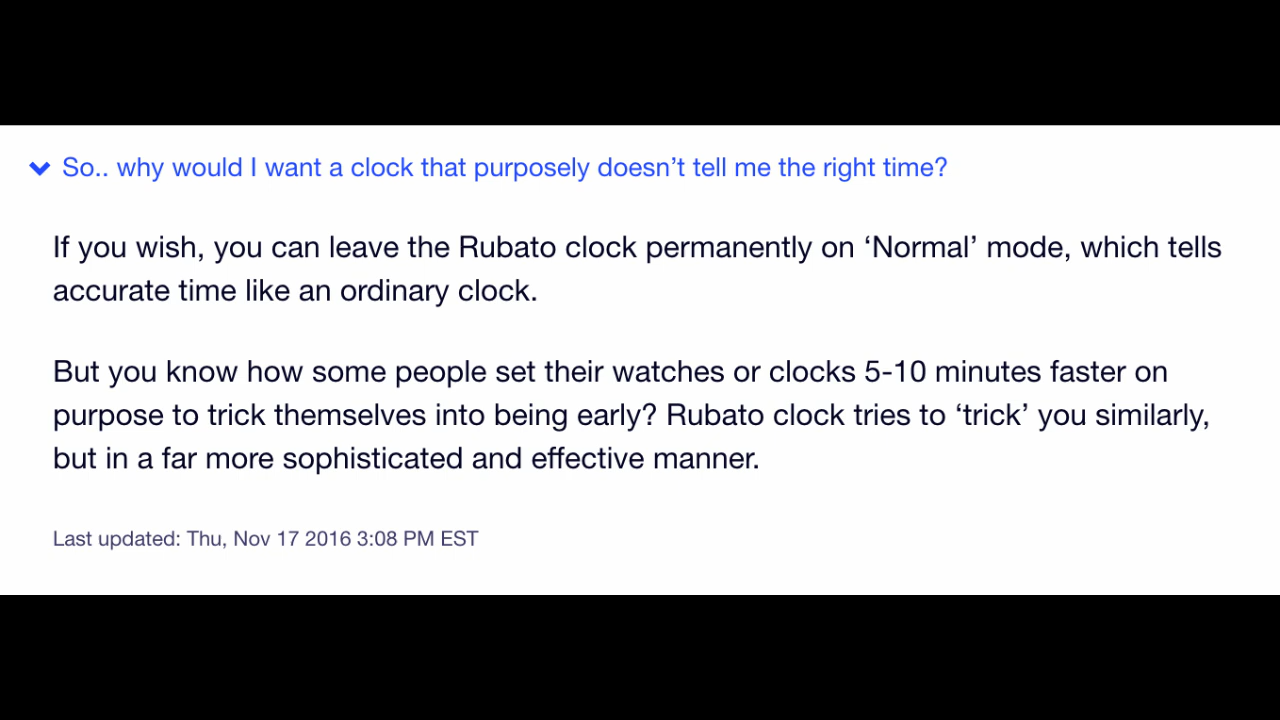 So.. why would I want a clock that purposely doesn’t tell me the right time?
If you wish, you can leave the Rubato clock permanently on ‘Normal’ mode, which tells
accurate time like an ordinary clock.
But you know how some people set their watches or clocks 5-10 minutes faster on
purpose to trick themselves into being early? Rubato clock tries to ‘trick’ you similarly,
but in a far more sophisticated and effective manner.
Last updated: Thu, Nov 17 2016 3:08 PM EST